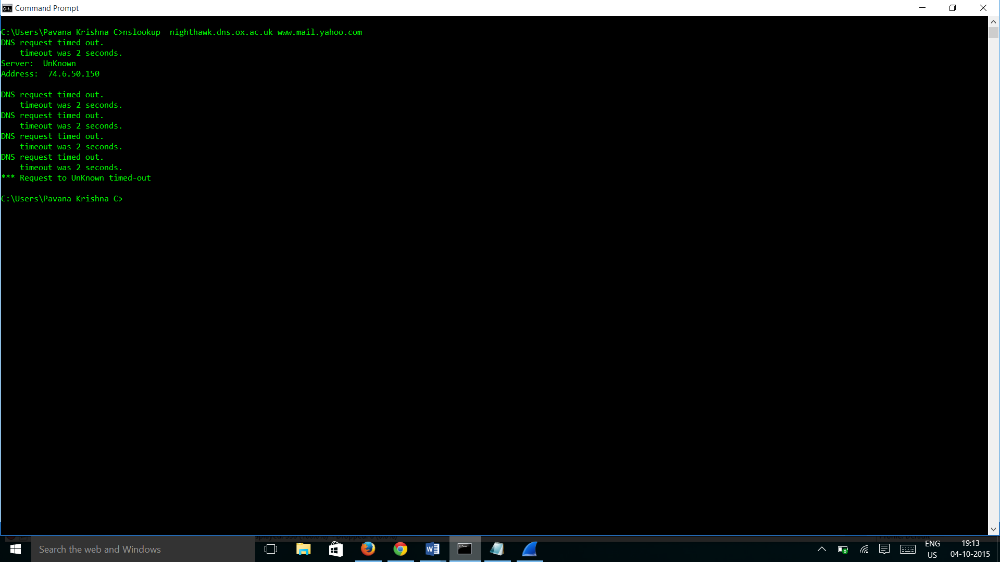 Command Prompt
C:\Users\Pavana Krishna C>nslookup  nighthawk.dns.ox.ac.uk www.mail.yahoo.com
DNS request timed out.
    timeout was 2 seconds.
Server:  UnKnown
Address:  74.6.50.150
DNS request timed out.
    timeout was 2 seconds.
DNS request timed out.
    timeout was 2 seconds.
DNS request timed out.
    timeout was 2 seconds.
DNS request timed out.
    timeout was 2 seconds.
*** Request to UnKnown timed-out
C:\Users\Pavana Krishna C>
Search the web and Windows
ENG
US
19:13
04-10-2015